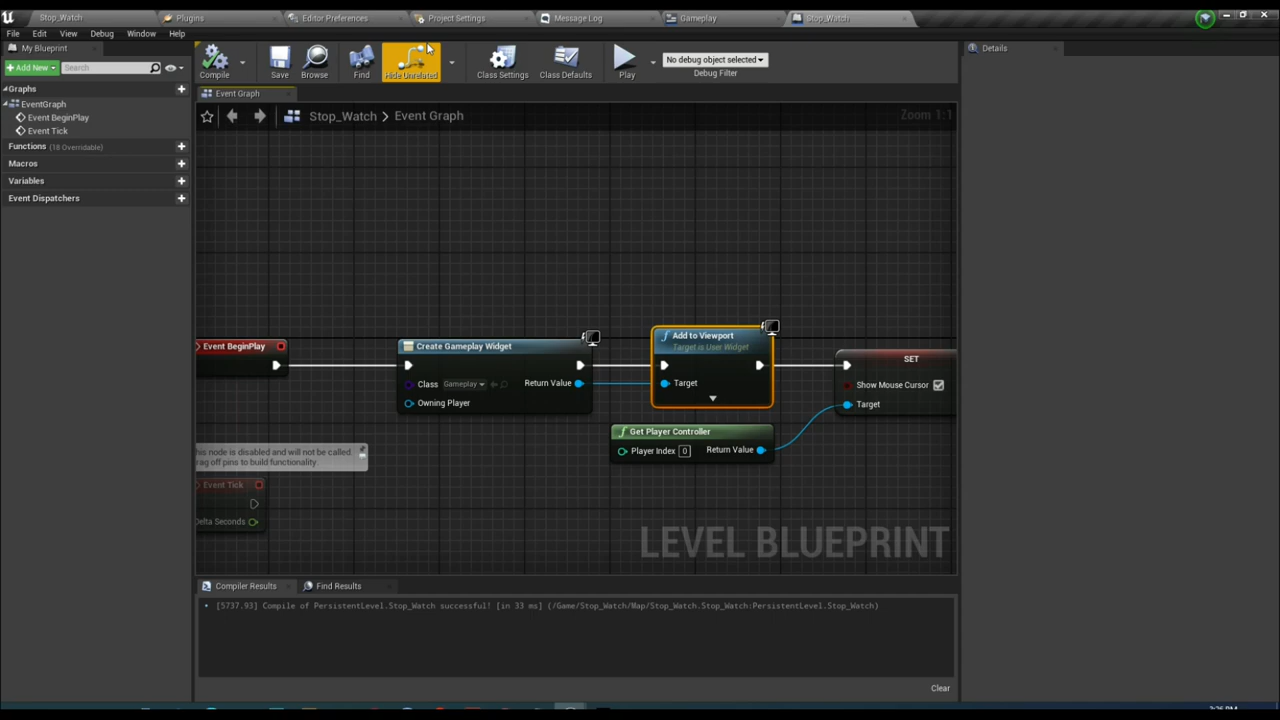 Stop_Watch
Plugins
Editor Preferences
Project Settings
Message Log
Gameplay
Stop_Watch
File Edit View Asset Debug Window Help
My Blueprint
Details
Add New
Search
Compile
Save
Browse
Find
Hide Unrelated
Class Settings
Class Defaults
Play
No debug object selected
Debug Filter
Graphs
EventGraph
Event BeginPlay
Event Tick
Functions (18 Overridable)
Macros
Variables
Event Dispatchers
Event Graph
Stop_Watch > Event Graph
Zoom 1:1
Event BeginPlay
Create Gameplay Widget
Class Gameplay
Return Value
Owning Player
Add to Viewport
Target is User Widget
Target
SET
Show Mouse Cursor
Target
Get Player Controller
Player Index 0
Return Value
his node is disabled and will not be called.
rag off pins to build functionality.
Event Tick
Delta Seconds
LEVEL BLUEPRINT
Compiler Results
Find Results
[5737.93] Compile of PersistentLevel.Stop_Watch successful! [in 33 ms] (/Game/Stop_Watch/Map/Stop_Watch.Stop_Watch:PersistentLevel.Stop_Watch)
Clear